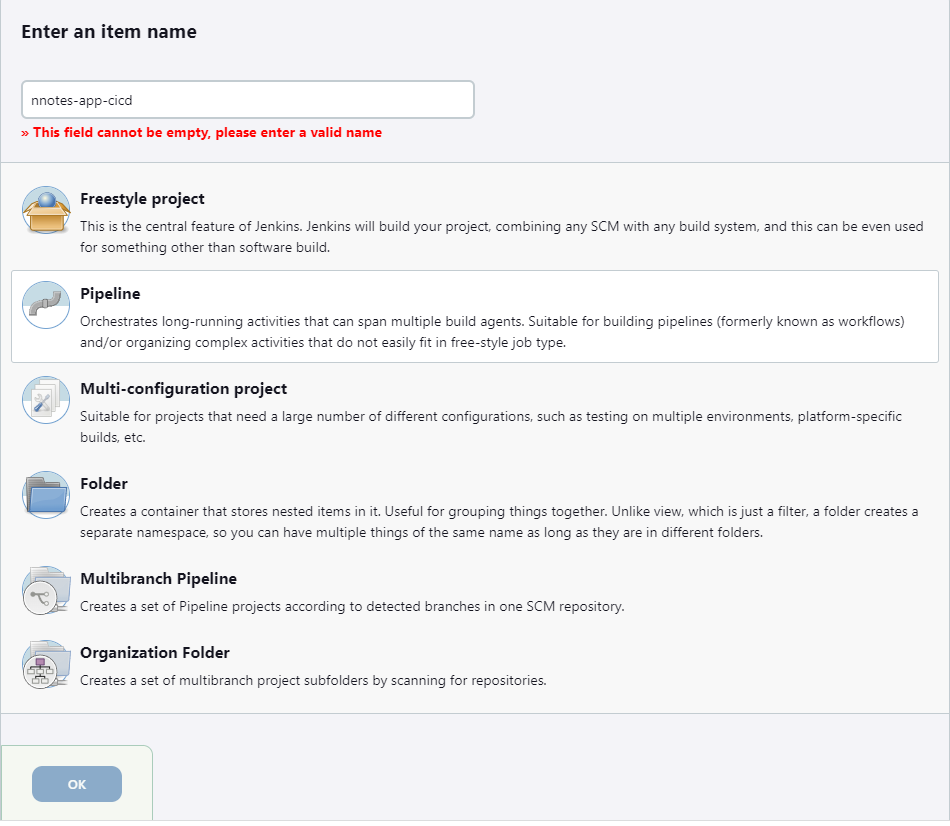 Enter an item name
nnotes-app-cicd
» This field cannot be empty, please enter a valid name
Freestyle project
This is the central feature of Jenkins. Jenkins will build your project, combining any SCM with any build system, and this can be even used
for something other than software build.
Pipeline
Orchestrates long-running activities that can span multiple build agents. Suitable for building pipelines (formerly known as workflows)
and/or organizing complex activities that do not easily fit in free-style job type.
Multi-configuration project
Suitable for projects that need a large number of different configurations, such as testing on multiple environments, platform-specific
builds, etc.
Folder
Creates a container that stores nested items in it. Useful for grouping things together. Unlike view, which is just a filter, a folder creates a
separate namespace, so you can have multiple things of the same name as long as they are in different folders.
Multibranch Pipeline
Creates a set of Pipeline projects according to detected branches in one SCM repository.
Organization Folder
Creates a set of multibranch project subfolders by scanning for repositories.
OK